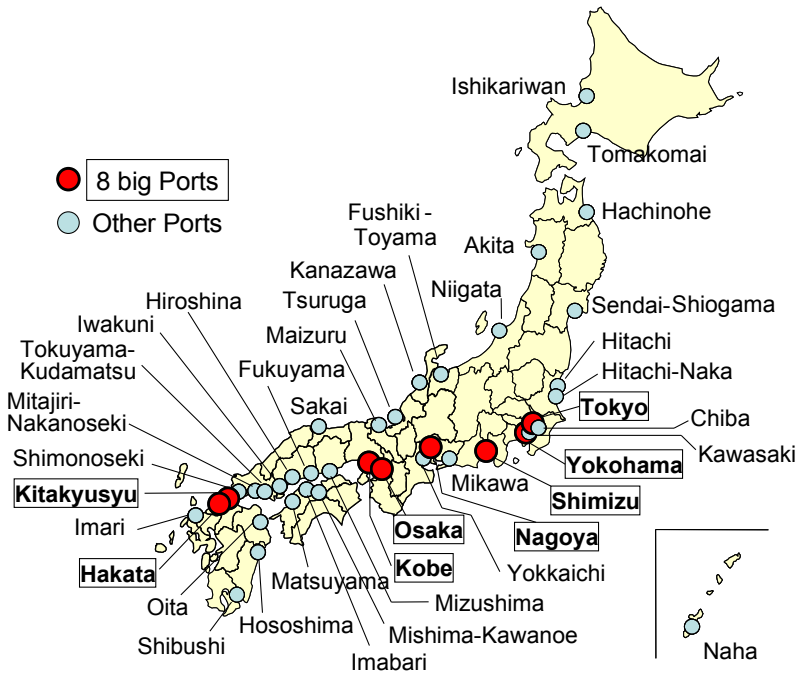 Ishikariwan
Tomakomai
8 big Ports
Other Ports
Hachinohe
Fushiki-
Toyama
Akita
Kanazawa
Niigata
Tsuruga
Hiroshina
Sendai-Shiogama
Iwakuni
Maizuru
Hitachi
Tokuyama-
Kudamatsu
Fukuyama
Hitachi-Naka
Mitajiri-
Nakanoseki
Sakai
Tokyo
Chiba
Shimonoseki
Kawasaki
Yokohama
Kitakyusyu
Mikawa
Shimizu
Imari
Osaka
Nagoya
Hakata
Kobe
Yokkaichi
Matsuyama
Oita
Mizushima
Hososhima
Mishima-Kawanoe
Shibushi
Imabari
Naha